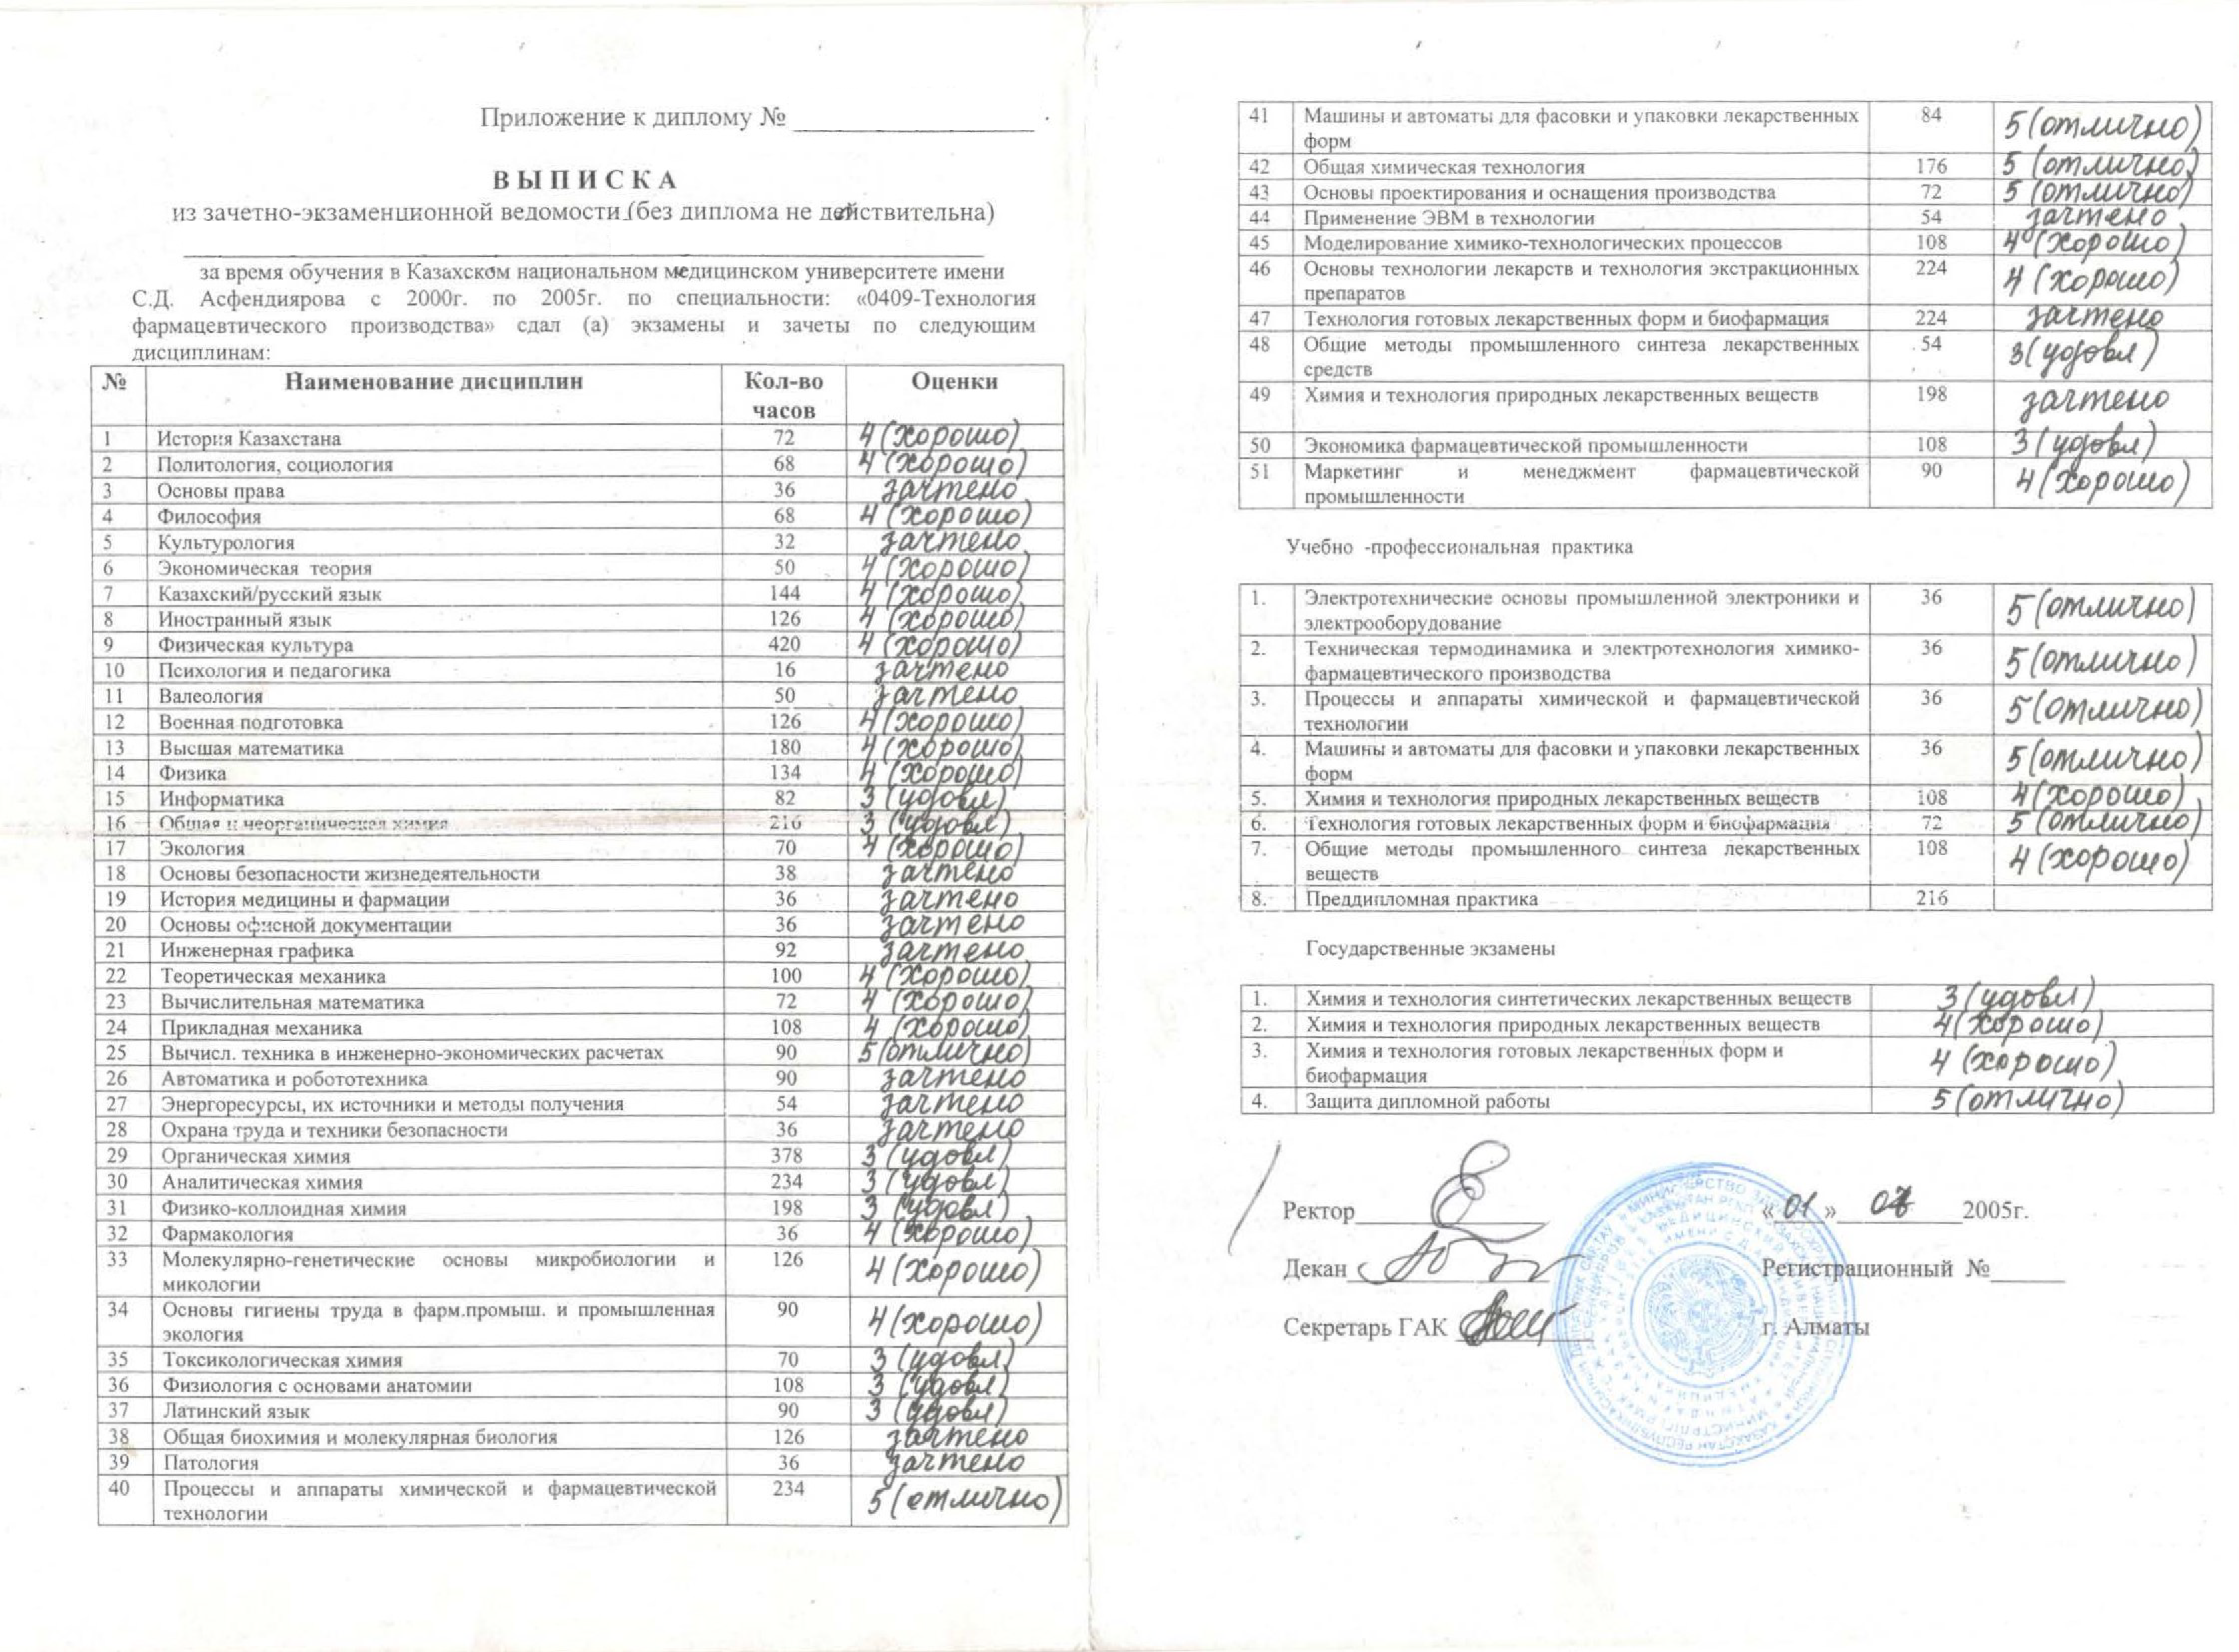 Приложение к диплому №
ВЫПИСКА
из зачетно-экзаменационной ведомости (без диплома не действительна)
за время обучения в Казахском национальном медицинском университете имени
С.Д. Асфендиярова с 2000г. по 2005г. по специальности: «0409-Технология
фармацевтического производства» сдал (а) экзамены и зачеты по следующим
дисциплинам:
№ Наименование дисциплин Кол-во часов Оценки
1 История Казахстана 72 4 (хорошо)
2 Политология, социология 68 4 (хорошо)
3 Основы права 36 зачтено
4 Философия 68 4 (хорошо)
5 Культурология 32 зачтено
6 Экономическая теория 50 4 (хорошо)
7 Казахский/русский язык 144 4 (хорошо)
8 Иностранный язык 126 4 (хорошо)
9 Физическая культура 420 4 (хорошо)
10 Психология и педагогика 16 зачтено
11 Валеология 50 зачтено
12 Военная подготовка 126 4 (хорошо)
13 Высшая математика 180 4 (хорошо)
14 Физика 134 4 (хорошо)
15 Информатика 82 3 (удовл)
16 Общая и неорганическая химия 216 3 (удовл)
17 Экология 70 4 (хорошо)
18 Основы безопасности жизнедеятельности 38 зачтено
19 История медицины и фармации 36 зачтено
20 Основы офисной документации 36 зачтено
21 Инженерная графика 92 зачтено
22 Теоретическая механика 100 4 (хорошо)
23 Вычислительная математика 72 4 (хорошо)
24 Прикладная механика 108 4 (хорошо)
25 Вычисл. техника в инженерно-экономических расчетах 90 5 (отлично)
26 Автоматика и робототехника 90 зачтено
27 Энергоресурсы, их источники и методы получения 54 зачтено
28 Охрана труда и техники безопасности 36 зачтено
29 Органическая химия 378 3 (удовл)
30 Аналитическая химия 234 3 (удовл)
31 Физико-коллоидная химия 198 3 (удовл)
32 Фармакология 36 4 (хорошо)
33 Молекулярно-генетические основы микробиологии и 126 4 (хорошо)
микологии
34 Основы гигиены труда в фарм.промыш. и промышленная 90 4 (хорошо)
экология
35 Токсикологическая химия 70 3 (удовл)
36 Физиология с основами анатомии 108 3 (удовл)
37 Латинский язык 90 3 (удовл)
38 Общая биохимия и молекулярная биология 126 зачтено
39 Патология 36 зачтено
40 Процессы и аппараты химической и фармацевтической 234 5 (отлично)
технологии
41 Машины и автоматы для фасовки и упаковки лекарственных 84 5 (отлично)
форм
42 Общая химическая технология 176 5 (отлично)
43 Основы проектирования и оснащения производства 72 5 (отлично)
44 Применение ЭВМ в технологии 54 зачтено
45 Моделирование химико-технологических процессов 108 4 (хорошо)
46 Основы технологии лекарств и технология экстракционных 224 4 (хорошо)
препаратов
47 Технология готовых лекарственных форм и биофармация 224 зачтено
48 Общие методы промышленного синтеза лекарственных 54 3 (удовл)
средств
49 Химия и технология природных лекарственных веществ 198 зачтено
50 Экономика фармацевтической промышленности 108 3 (удовл)
51 Маркетинг и менеджмент фармацевтической 90 4 (хорошо)
промышленности
Учебно -профессиональная практика
1. Электротехнические основы промышленной электроники и 36 5 (отлично)
электрооборудование
2. Техническая термодинамика и электротехнология химико- 36 5 (отлично)
фармацевтического производства
3. Процессы и аппараты химической и фармацевтической 36 5 (отлично)
технологии
4. Машины и автоматы для фасовки и упаковки лекарственных 36 5 (отлично)
форм
5. Химия и технология природных лекарственных веществ 108 4 (хорошо)
6. Технология готовых лекарственных форм и биофармация 72 5 (отлично)
7. Общие методы промышленного синтеза лекарственных 108 4 (хорошо)
веществ
8. Преддипломная практика 216
Государственные экзамены
1. Химия и технология синтетических лекарственных веществ 3 (удовл)
2. Химия и технология природных лекарственных веществ 4 (хорошо)
3. Химия и технология готовых лекарственных форм и 4 (хорошо)
биофармация
4. Защита дипломной работы 5 (отлично)
Ректор «01» 2005г.
Декан Регистрационный №
Секретарь ГАК г. Алматы